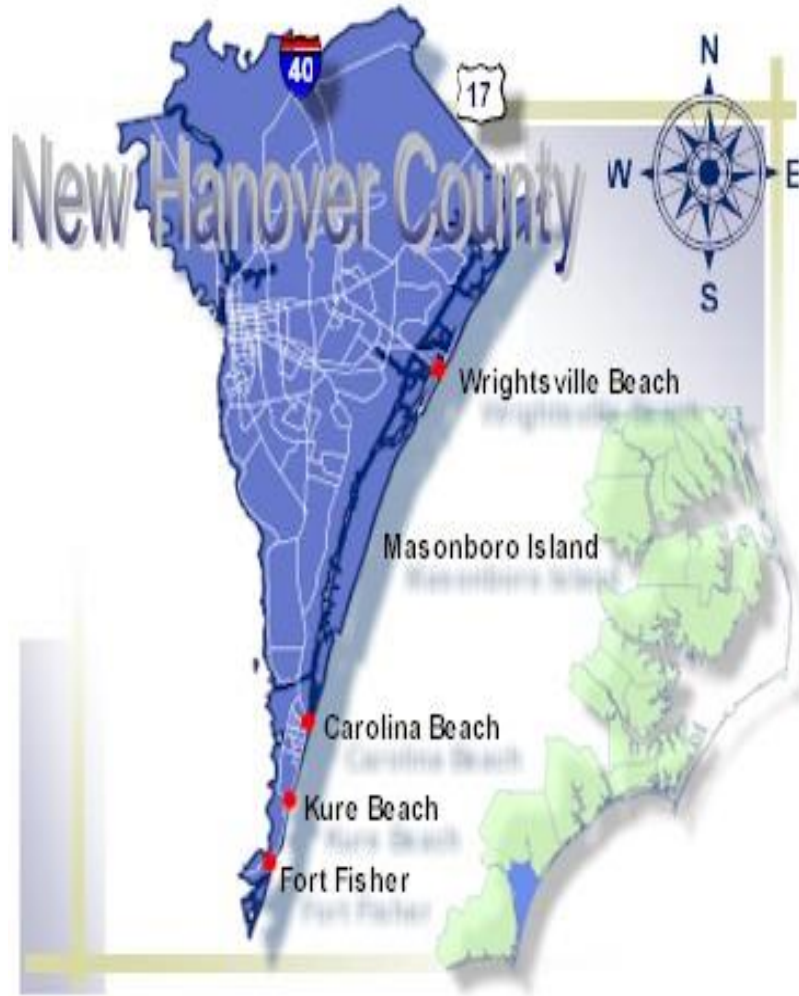 40
17
N
W E
S
New Hanover County
Wrightsville Beach
Masonboro Island
Carolina Beach
Kure Beach
Fort Fisher